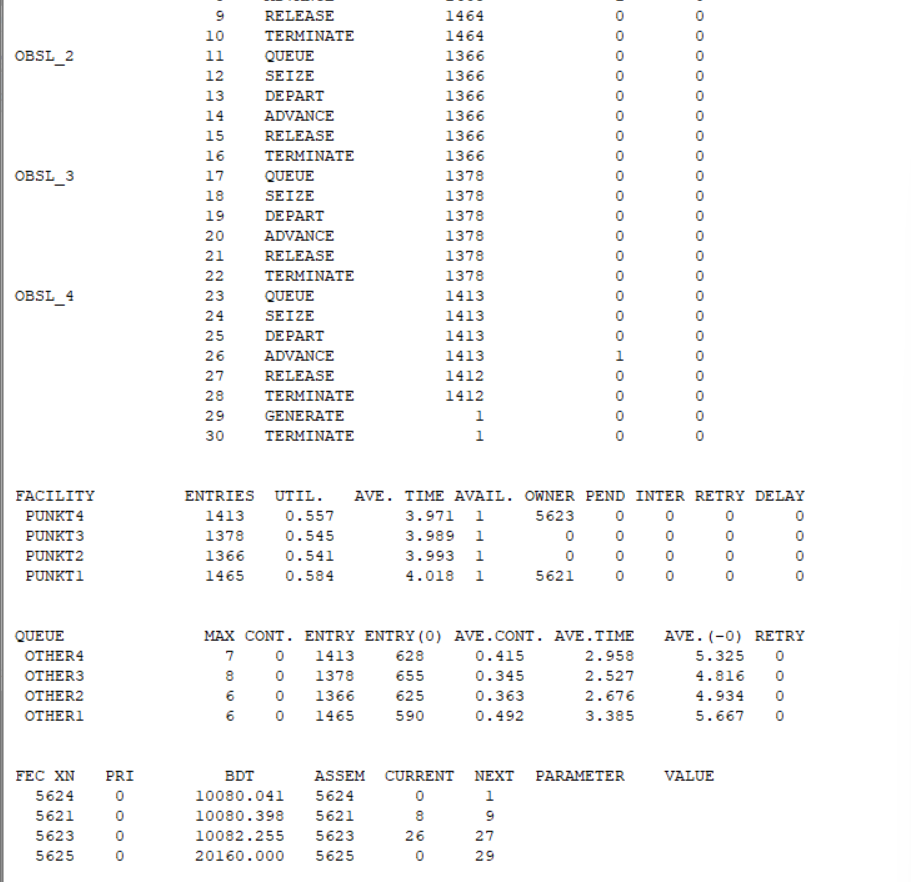 9 RELEASE 1464 0 0
10 TERMINATE 1464 0 0
OBSL_2 11 QUEUE 1366 0 0
12 SEIZE 1366 0 0
13 DEPART 1366 0 0
14 ADVANCE 1366 0 0
15 RELEASE 1366 0 0
16 TERMINATE 1366 0 0
OBSL_3 17 QUEUE 1378 0 0
18 SEIZE 1378 0 0
19 DEPART 1378 0 0
20 ADVANCE 1378 0 0
21 RELEASE 1378 0 0
22 TERMINATE 1378 0 0
OBSL_4 23 QUEUE 1413 0 0
24 SEIZE 1413 0 0
25 DEPART 1413 0 0
26 ADVANCE 1413 1 0
27 RELEASE 1412 0 0
28 TERMINATE 1412 0 0
29 GENERATE 1 0 0
30 TERMINATE 1 0 0
FACILITY ENTRIES UTIL. AVE. TIME AVAIL. OWNER PEND INTER RETRY DELAY
PUNKT4 1413 0.557 3.971 1 5623 0 0 0 0
PUNKT3 1378 0.545 3.989 1 0 0 0 0 0
PUNKT2 1366 0.541 3.993 1 0 0 0 0 0
PUNKT1 1465 0.584 4.018 1 5621 0 0 0 0
QUEUE MAX CONT. ENTRY ENTRY(0) AVE.CONT. AVE.TIME AVE.(-0) RETRY
OTHER4 7 0 1413 628 0.415 2.958 5.325 0
OTHER3 8 0 1378 655 0.345 2.527 4.816 0
OTHER2 6 0 1366 625 0.363 2.676 4.934 0
OTHER1 6 0 1465 590 0.492 3.385 5.667 0
FEC XN PRI BDT ASSEM CURRENT NEXT PARAMETER VALUE
5624 0 10080.041 5624 0 1
5621 0 10080.398 5621 8 9
5623 0 10082.255 5623 26 27
5625 0 20160.000 5625 0 29